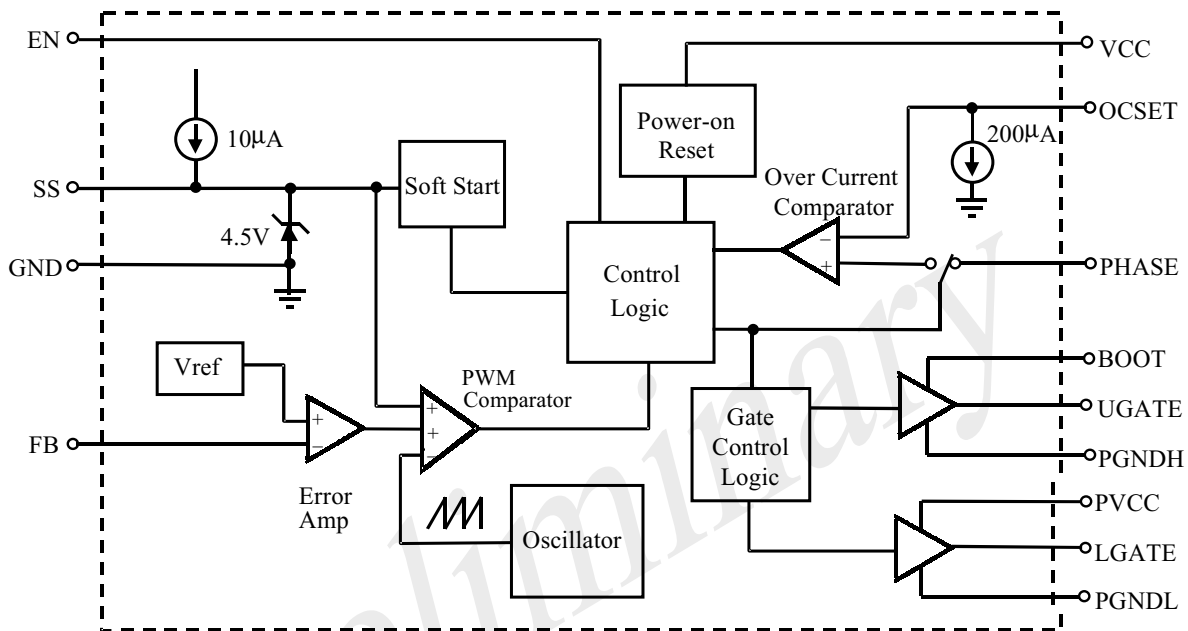 EN
VCC
Power-on
Reset
OCSET
10µA
200µA
SS
Soft Start
Over Current
Comparator
−
+
4.5V
GND
Control
Logic
PHASE
Vref
PWM
Comparator
+
+
−
+
−
BOOT
UGATE
PGNDH
FB
Gate
Control
Logic
Error
Amp
Oscillator
PVCC
LGATE
PGNDL
eliminary